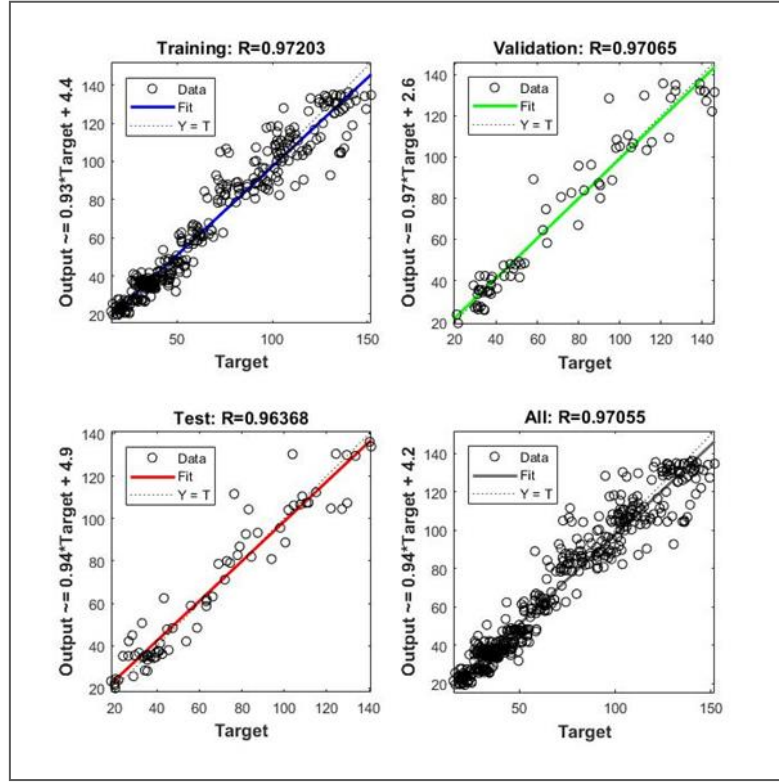 Training: R=0.97203
Output ~= 0.93*Target + 4.4
140
120
100
80
60
40
20
Data
Fit
Y = T
50
100
150
Target
Validation: R=0.97065
Output ~= 0.97*Target + 2.6
140
120
100
80
60
40
20
Data
Fit
Y = T
20
40
60
80
100
120
140
Target
Test: R=0.96368
Output ~= 0.94*Target + 4.9
140
120
100
80
60
40
20
Data
Fit
Y = T
20
40
60
80
100
120
140
Target
All: R=0.97055
Output ~= 0.94*Target + 4.2
140
120
100
80
60
40
20
Data
Fit
Y = T
50
100
150
Target